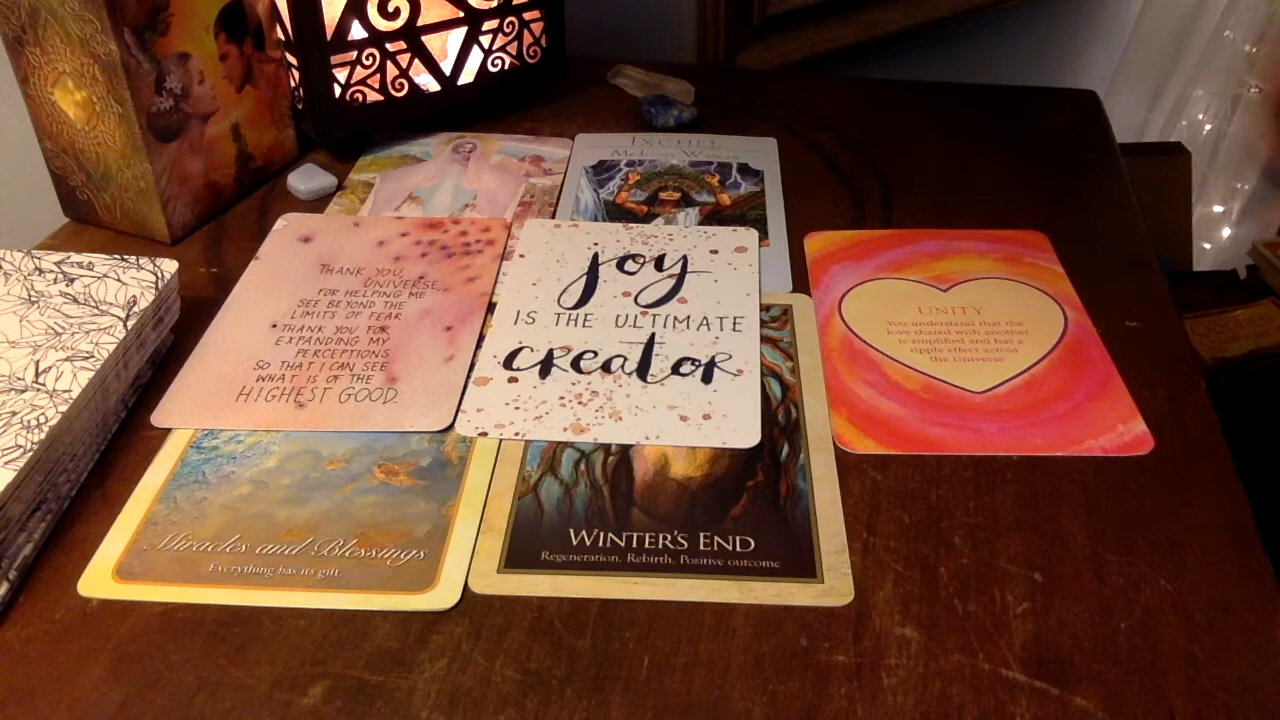 IXCHEL
Medicine Woman
THANK YOU,
UNIVERSE,
FOR HELPING ME
SEE BEYOND THE
LIMITS OF FEAR
THANK YOU FOR
EXPANDING MY
PERCEPTIONS
SO THAT I CAN SEE
WHAT IS OF THE
HIGHEST GOOD.
joy
IS THE ULTIMATE
creator
UNITY
You understand that the
love shared with another
is amplified and has a
ripple effect across
the Universe
Miracles and Blessings
Everything has its gift
WINTER'S END
Regeneration, Rebirth, Positive outcome